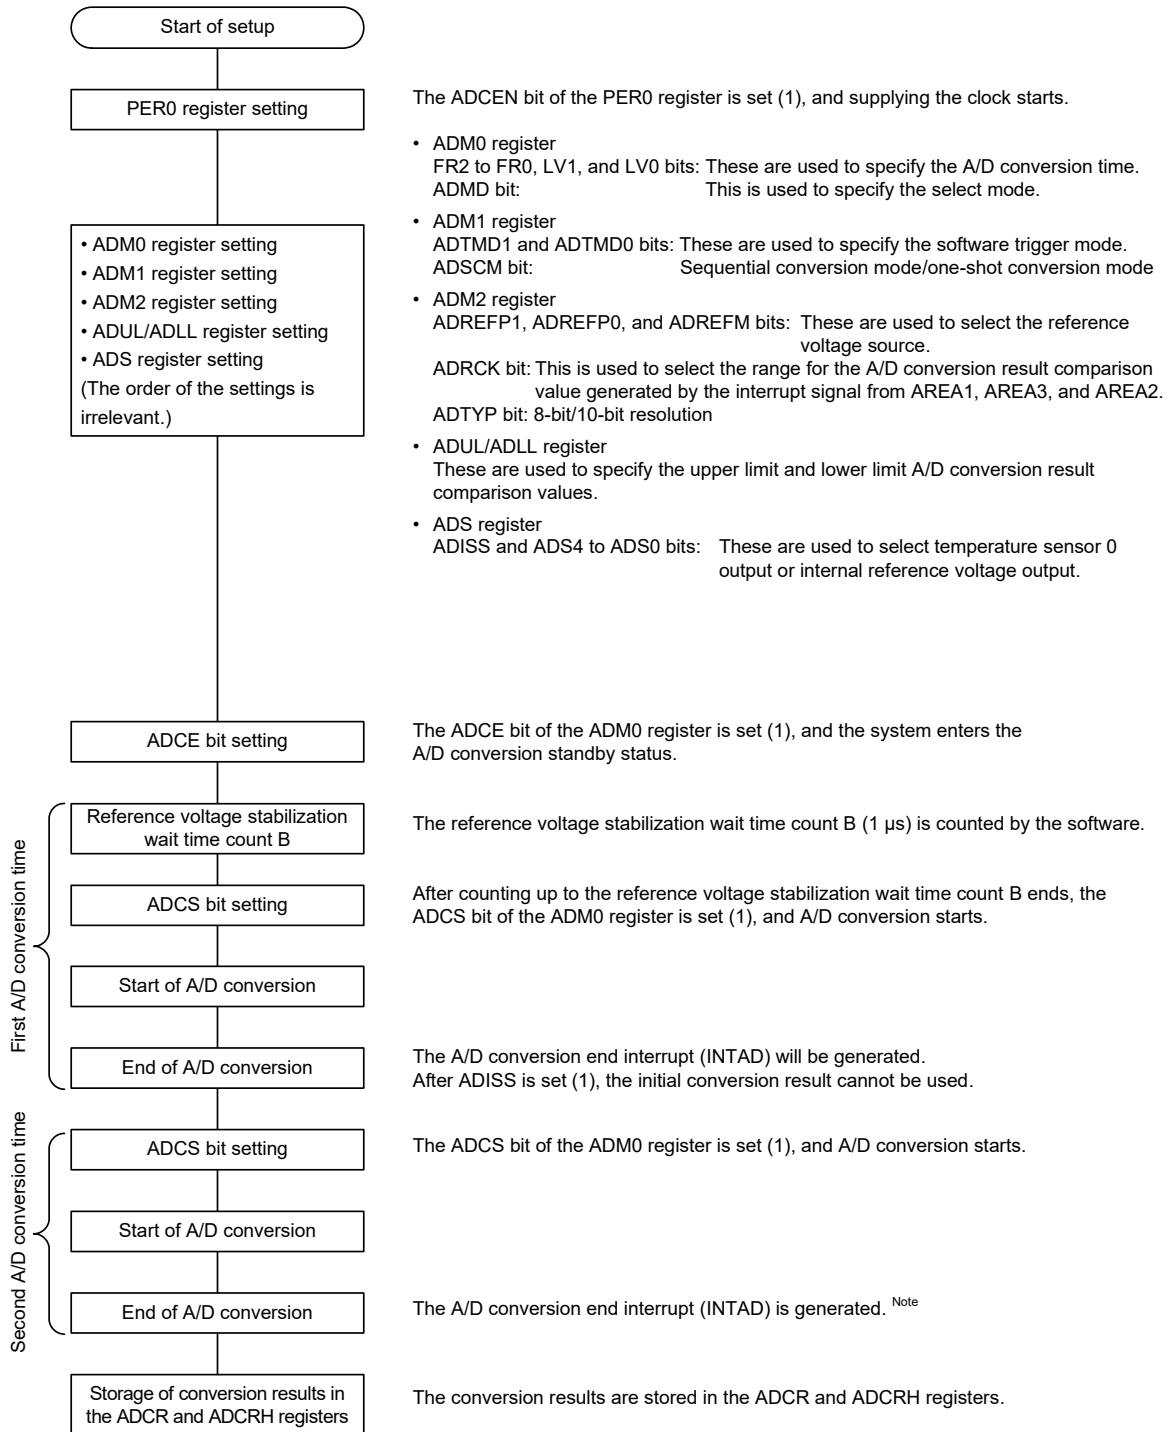 Start of setup
PER0 register setting
The ADCEN bit of the PER0 register is set (1), and supplying the clock starts.
• ADM0 register setting
• ADM1 register setting
• ADM2 register setting
• ADUL/ADLL register setting
• ADS register setting
(The order of the settings is
irrelevant.)
• ADM0 register
FR2 to FR0, LV1, and LV0 bits: These are used to specify the A/D conversion time.
ADMD bit: This is used to specify the select mode.
• ADM1 register
ADTMD1 and ADTMD0 bits: These are used to specify the software trigger mode.
ADSCM bit: Sequential conversion mode/one-shot conversion mode
• ADM2 register
ADREFP1, ADREFP0, and ADREFM bits: These are used to select the reference
voltage source.
ADRCK bit: This is used to select the range for the A/D conversion result comparison
value generated by the interrupt signal from AREA1, AREA3, and AREA2.
ADTYP bit: 8-bit/10-bit resolution
• ADUL/ADLL register
These are used to specify the upper limit and lower limit A/D conversion result
comparison values.
• ADS register
ADISS and ADS4 to ADS0 bits: These are used to select temperature sensor 0
output or internal reference voltage output.
ADCE bit setting
The ADCE bit of the ADM0 register is set (1), and the system enters the
A/D conversion standby status.
First A/D conversion time
Reference voltage stabilization
wait time count B
The reference voltage stabilization wait time count B (1 µs) is counted by the software.
ADCS bit setting
After counting up to the reference voltage stabilization wait time count B ends, the
ADCS bit of the ADM0 register is set (1), and A/D conversion starts.
Start of A/D conversion
End of A/D conversion
The A/D conversion end interrupt (INTAD) will be generated.
After ADISS is set (1), the initial conversion result cannot be used.
Second A/D conversion time
ADCS bit setting
The ADCS bit of the ADM0 register is set (1), and A/D conversion starts.
Start of A/D conversion
End of A/D conversion
The A/D conversion end interrupt (INTAD) is generated. Note
Storage of conversion results in
the ADCR and ADCRH registers
The conversion results are stored in the ADCR and ADCRH registers.